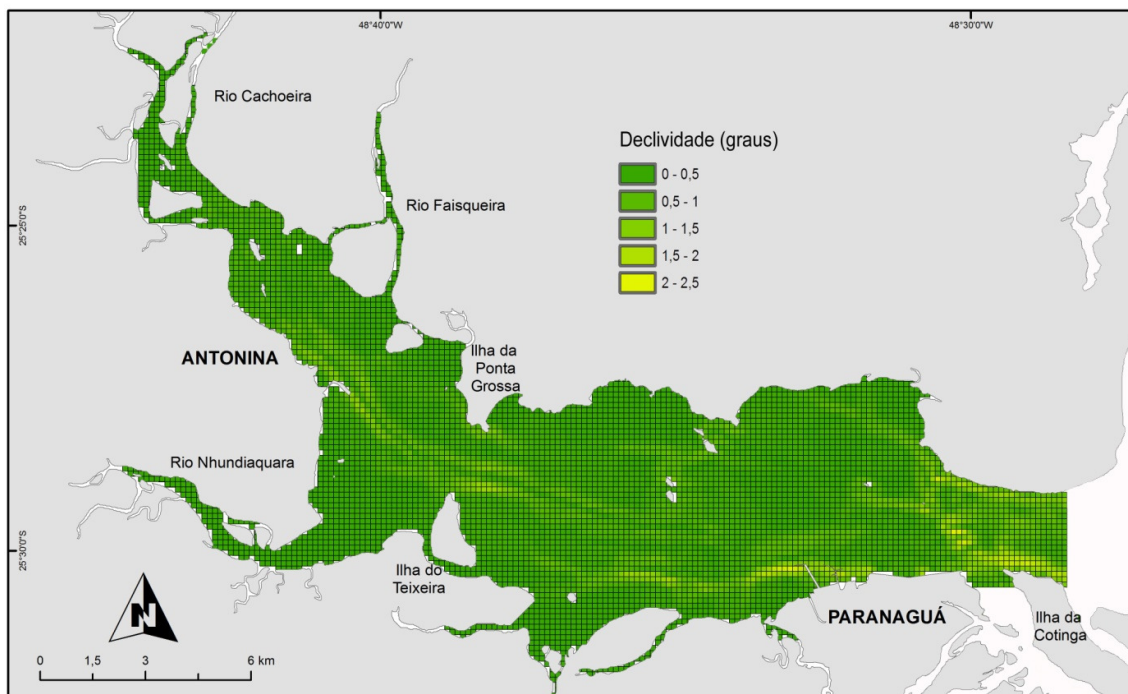 48°40'0"W
48°30'0"W
Rio Cachoeira
Declividade (graus)
0 - 0,5
0,5 - 1
1 - 1,5
1,5 - 2
2 - 2,5
Rio Faisqueira
25°25'0"S
ANTONINA
Ilha da
Ponta
Grossa
Rio Nhundiaquara
25°30'0"S
Ilha do
Teixeira
PARANAGUÁ
Ilha da
Cotinga
N
0 1,5 3 6 km